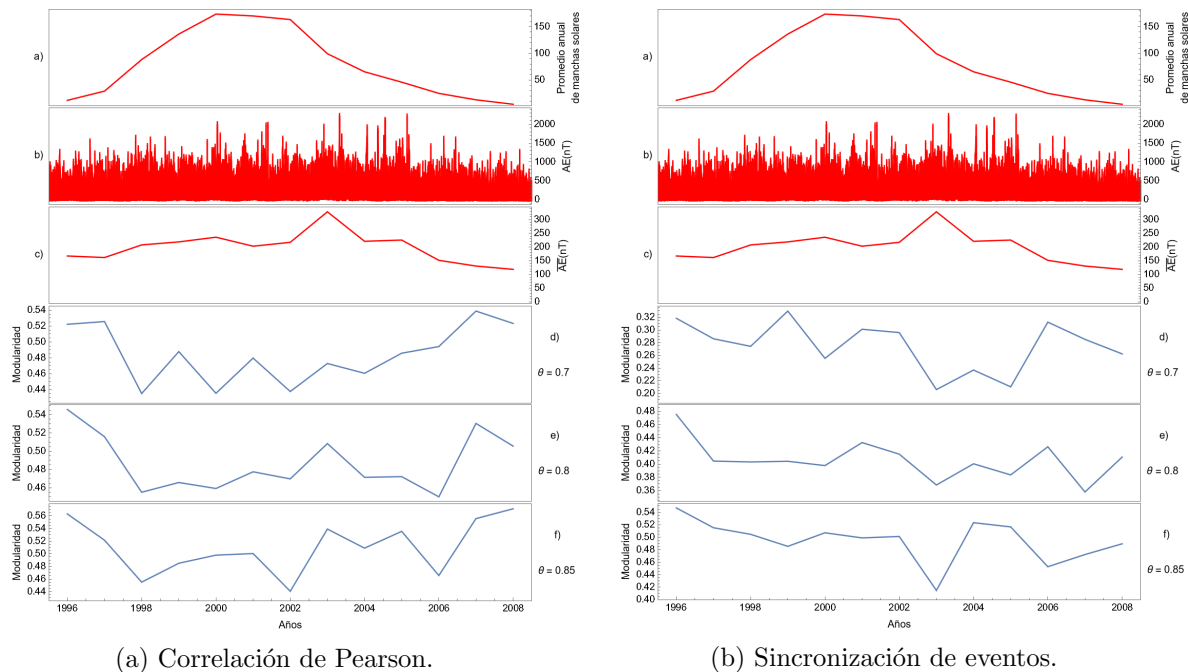 a)
150
100
50
Promedio anual
de manchas solares
b)
2000
1500
1000
500
0
AE(nT)
c)
300
250
200
150
100
50
0
AE(nT)
Modularidad
0.54
0.52
0.50
0.48
0.46
0.44
d)
θ = 0.7
Modularidad
0.54
0.52
0.50
0.48
0.46
e)
θ = 0.8
Modularidad
0.56
0.54
0.52
0.50
0.48
0.46
0.44
f)
θ = 0.85
1996 1998 2000 2002 2004 2006 2008
Años
(a) Correlación de Pearson.
a)
150
100
50
Promedio anual
de manchas solares
b)
2000
1500
1000
500
0
AE(nT)
c)
300
250
200
150
100
50
0
AE(nT)
Modularidad
0.32
0.30
0.28
0.26
0.24
0.22
0.20
d)
θ = 0.7
Modularidad
0.48
0.46
0.44
0.42
0.40
0.38
0.36
e)
θ = 0.8
Modularidad
0.54
0.52
0.50
0.48
0.46
0.44
0.42
0.40
f)
θ = 0.85
1996 1998 2000 2002 2004 2006 2008
Años
(b) Sincronización de eventos.